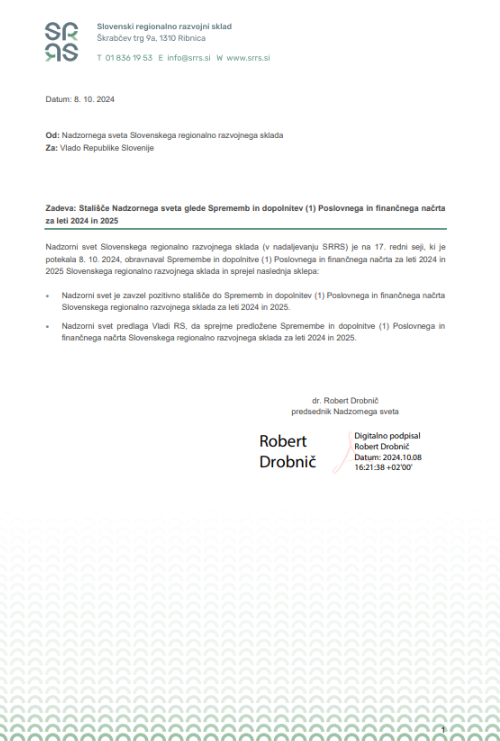 SRRS
Slovenski regionalno razvojni sklad
Škrabčev trg 9a, 1310 Ribnica
T 01 836 19 53 E info@srrs.si W www.srrs.si
Datum: 8. 10. 2024
Od: Nadzornega sveta Slovenskega regionalno razvojnega sklada
Za: Vlado Republike Slovenije
Zadeva: Stališče Nadzornega sveta glede Sprememb in dopolnitev (1) Poslovnega in finančnega načrta
za leti 2024 in 2025
Nadzorni svet Slovenskega regionalno razvojnega sklada (v nadaljevanju SRRS) je na 17. redni seji, ki je
potekala 8. 10. 2024, obravnaval Spremembe in dopolnitve (1) Poslovnega in finančnega načrta za leti 2024 in
2025 Slovenskega regionalno razvojnega sklada in sprejel naslednja sklepa:
• Nadzorni svet je zavzel pozitivno stališče do Sprememb in dopolnitev (1) Poslovnega in finančnega načrta
Slovenskega regionalno razvojnega sklada za leti 2024 in 2025.
• Nadzorni svet predlaga Vladi RS, da sprejme predložene Spremembe in dopolnitve (1) Poslovnega in
finančnega načrta Slovenskega regionalno razvojnega sklada za leti 2024 in 2025.
dr. Robert Drobnič
predsednik Nadzornega sveta
Robert
Drobnič
Digitalno podpisal
Robert Drobnič
Datum: 2024.10.08
16:21:38 +02'00'
1